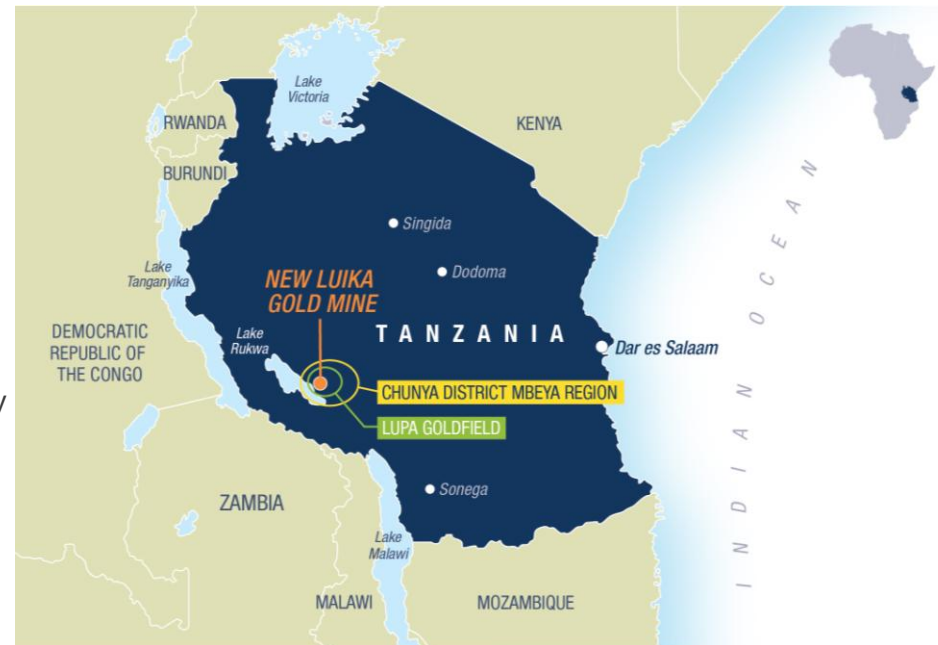 Lake
Victoria
RWANDA
KENYA
BURUNDI
Singida
Lake
Tanganyika
Dodoma
NEW LUIKA
GOLD MINE
DEMOCRATIC
REPUBLIC OF
THE CONGO
Lake
Rukwa
TANZANIA
Dar es Salaam
CHUNYA DISTRICT MBEYA REGION
LUPA GOLDFIELD
Sonega
ZAMBIA
Lake
Malawi
MALAWI
MOZAMBIQUE
INDIAN OCEAN